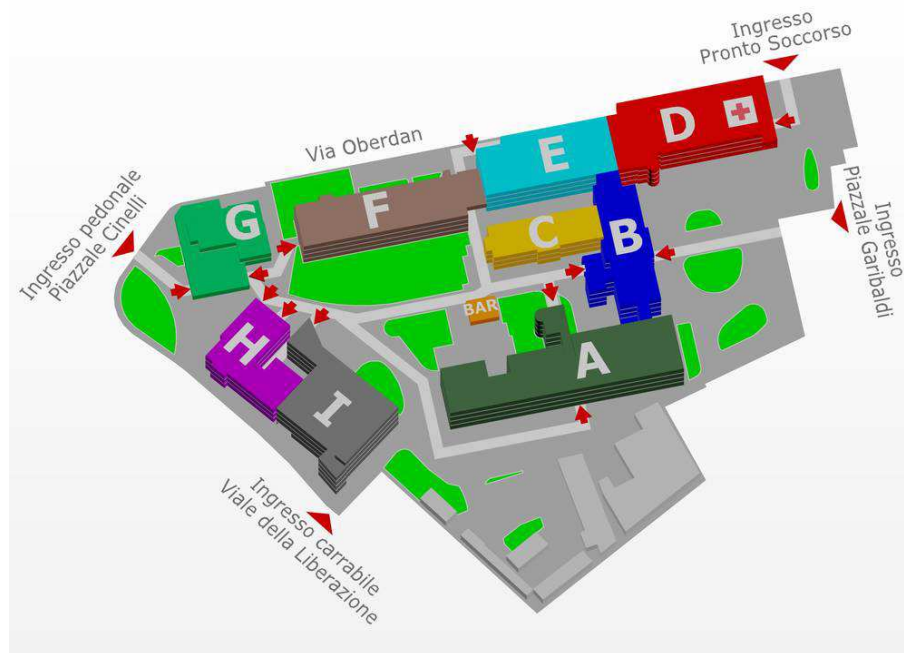 Ingresso
Pronto Soccorso
Via Oberdan
D
E
G
F
C
B
Ingresso pedonale
Piazzale Cinelli
Ingresso
Piazzale Garibaldi
BAR
H
A
I
Ingresso carrabile
Viale della Liberazione